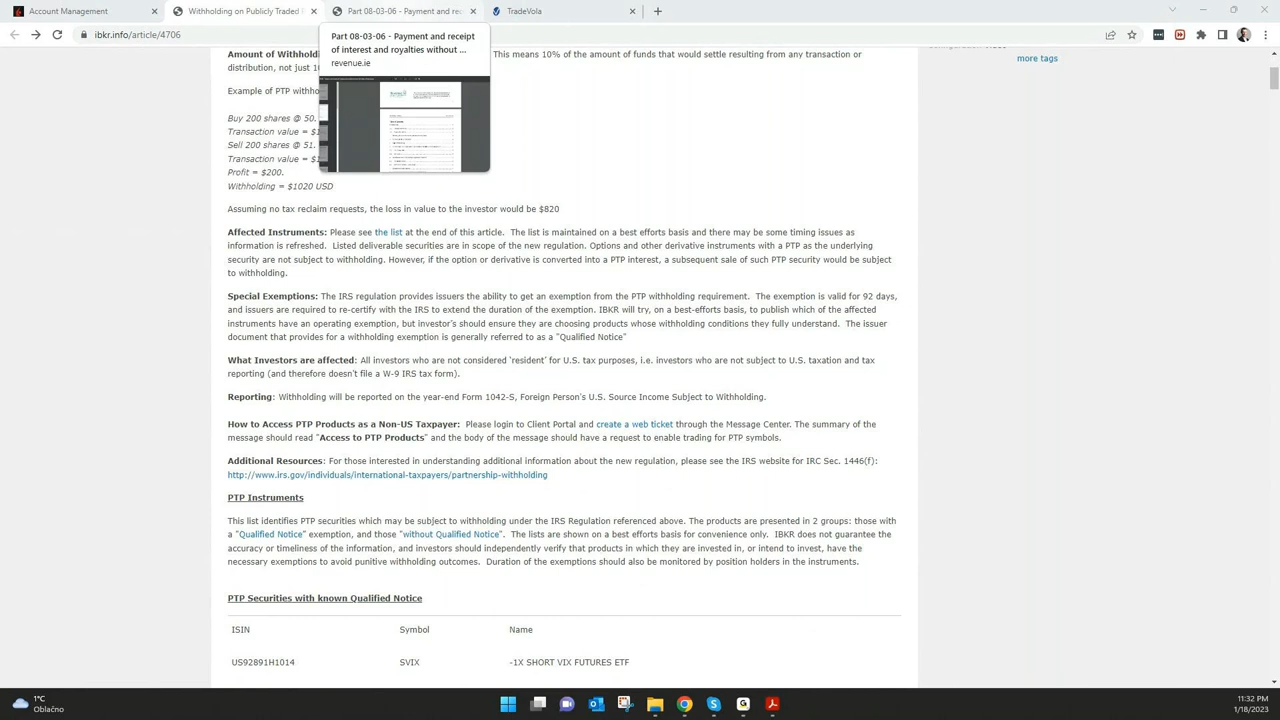 Account Management
Withholding on Publicly Traded
Part 08-03-06 - Payment and rec
TradeVola
ibkr.info/article/4706
Part 08-03-06 - Payment and receipt
of interest and royalties without ...
revenue.ie
more tags
Amount of Withholdi This means 10% of the amount of funds that would settle resulting from any transaction or
distribution, not just
Example of PTP withho
Buy 200 shares @ 50.
Transaction value = $1
Sell 200 shares @ 51.
Transaction value = $1
Profit = $200.
Withholding = $1020 USD
Assuming no tax reclaim requests, the loss in value to the investor would be $820
Affected Instruments: Please see the list at the end of this article. The list is maintained on a best efforts basis and there may be some timing issues as
information is refreshed. Listed deliverable securities are in scope of the new regulation. Options and other derivative instruments with a PTP as the underlying
security are not subject to withholding. However, if the option or derivative is converted into a PTP interest, a subsequent sale of such PTP security would be subject
to withholding.
Special Exemptions: The IRS regulation provides issuers the ability to get an exemption from the PTP withholding requirement. The exemption is valid for 92 days,
and issuers are required to re-certify with the IRS to extend the duration of the exemption. IBKR will try, on a best-efforts basis, to publish which of the affected
instruments have an operating exemption, but investor's should ensure they are choosing products whose withholding conditions they fully understand. The issuer
document that provides for a withholding exemption is generally referred to as a "Qualified Notice"
What Investors are affected: All investors who are not considered 'resident' for U.S. tax purposes, i.e. investors who are not subject to U.S. taxation and tax
reporting (and therefore doesn't file a W-9 IRS tax form).
Reporting: Withholding will be reported on the year-end Form 1042-S, Foreign Person's U.S. Source Income Subject to Withholding.
How to Access PTP Products as a Non-US Taxpayer: Please login to Client Portal and create a web ticket through the Message Center. The summary of the
message should read "Access to PTP Products" and the body of the message should have a request to enable trading for PTP symbols.
Additional Resources: For those interested in understanding additional information about the new regulation, please see the IRS website for IRC Sec. 1446(f):
http://www.irs.gov/individuals/international-taxpayers/partnership-withholding
PTP Instruments
This list identifies PTP securities which may be subject to withholding under the IRS Regulation referenced above. The products are presented in 2 groups: those with
a "Qualified Notice" exemption, and those "without Qualified Notice". The lists are shown on a best efforts basis for convenience only. IBKR does not guarantee the
accuracy or timeliness of the information, and investors should independently verify that products in which they are invested in, or intend to invest, have the
necessary exemptions to avoid punitive withholding outcomes. Duration of the exemptions should also be monitored by position holders in the instruments.
PTP Securities with known Qualified Notice
ISIN Symbol Name
US92891H1014 SVIX -1X SHORT VIX FUTURES ETF
1°C
Oblačno
11:32 PM
1/18/2023